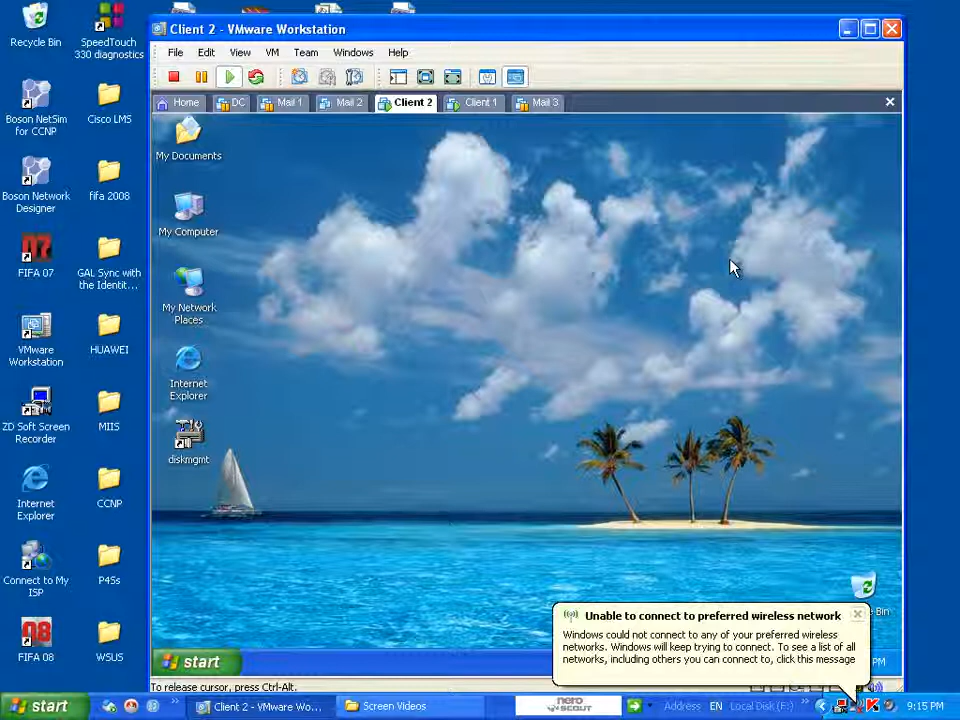 Client 2 - VMware Workstation
File Edit View VM Team Windows Help
Home DC Mail 1 Mail 2 Client 2 Client 1 Mail 3
Recycle Bin
SpeedTouch
330 diagnostics
Boson NetSim
for CCNP
Cisco LMS
Boson Network
Designer
fifa 2008
07
FIFA 07
GAL Sync with
the Identit...
VMware
Workstation
HUAWEI
ZD Soft Screen
Recorder
MIIS
Internet
Explorer
CCNP
Connect to My
ISP
P4Ss
08
FIFA 08
WSUS
My Documents
My Computer
My Network
Places
Internet
Explorer
diskmgmt
Bin
Unable to connect to preferred wireless network
Windows could not connect to any of your preferred wireless
networks. Windows will keep trying to connect. To see a list of all
networks, including others you can connect to, click this message
start
PM
To release cursor, press Ctrl-Alt.
start
Client 2 - VMware Wo...
Screen Videos
nero
SCOUT
Address
EN
Local Disk (F:)
9:15 PM